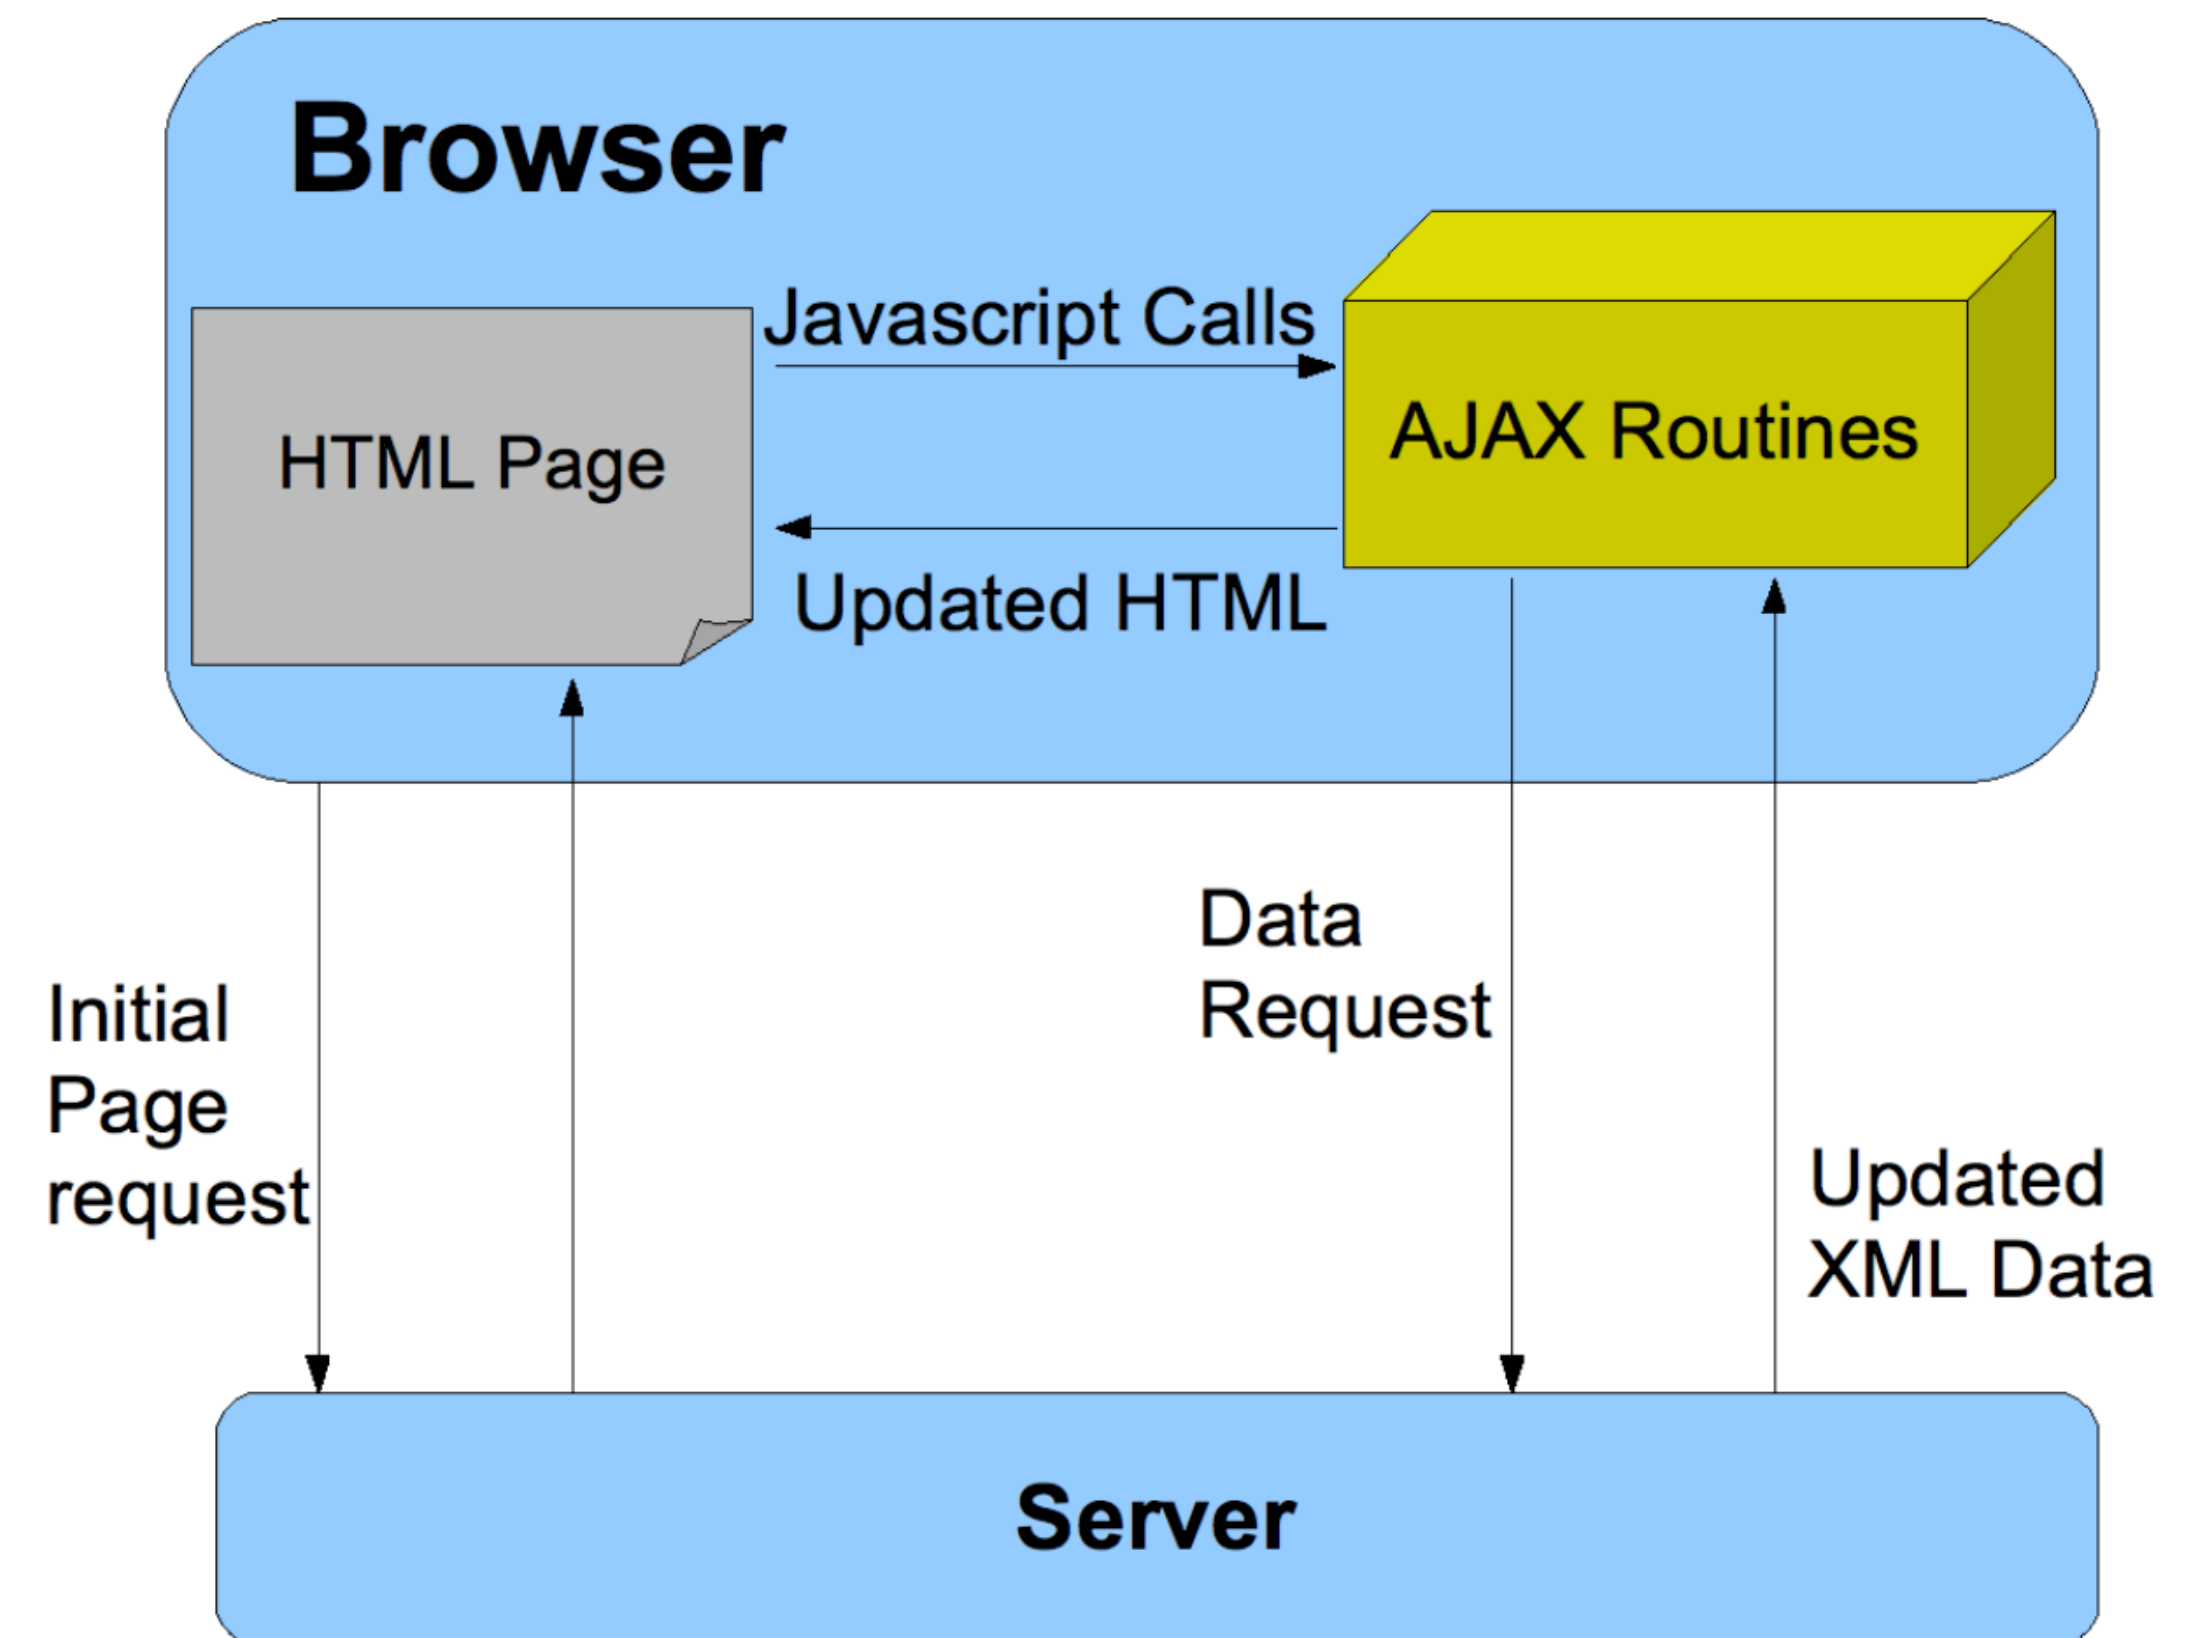 Browser
Javascript Calls
HTML Page
AJAX Routines
Updated HTML
Initial
Page
request
Data
Request
Updated
XML Data
Server